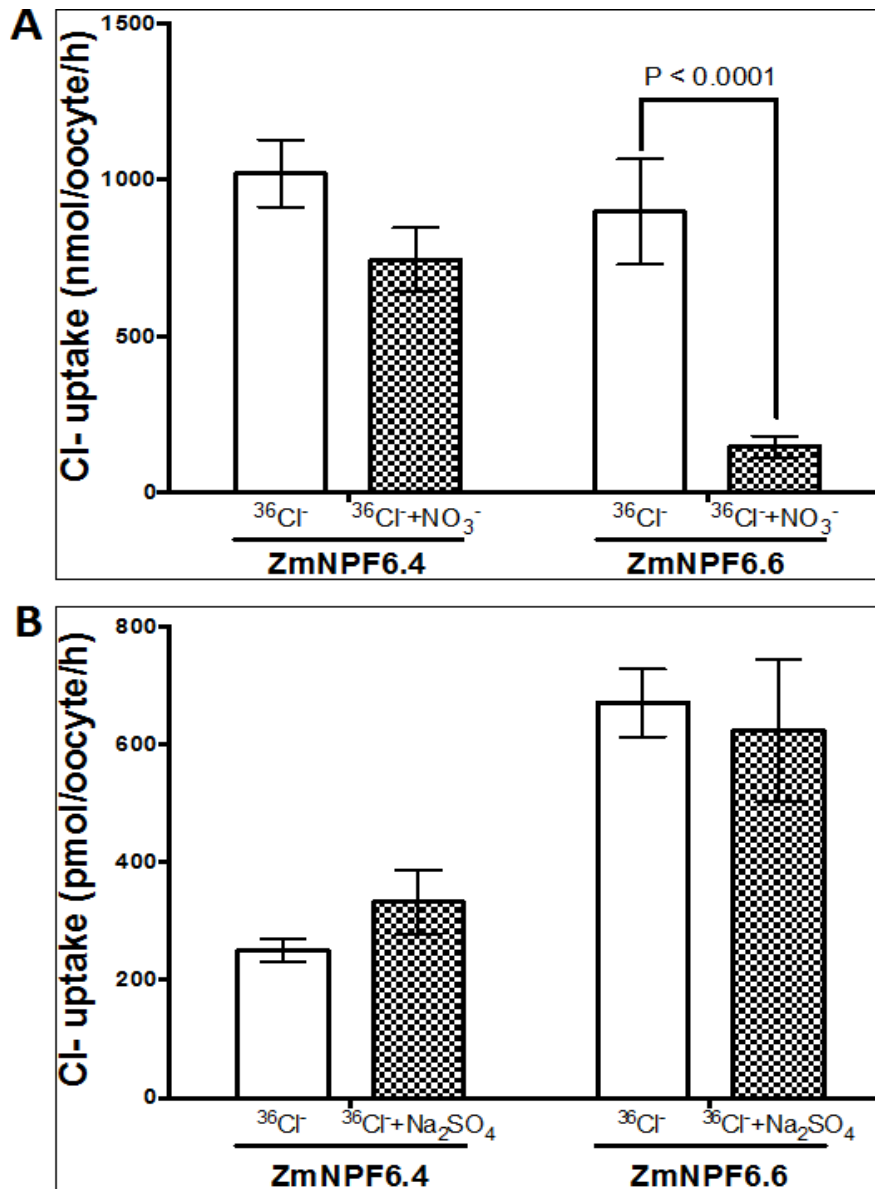 A
Cl- uptake (nmol/oocyte/h)
1500
1000
500
0
P < 0.0001
³⁶Cl⁻ ³⁶Cl⁻+NO₃⁻ ³⁶Cl⁻ ³⁶Cl⁻+NO₃⁻
ZmNPF6.4 ZmNPF6.6
B
Cl- uptake (pmol/oocyte/h)
800
600
400
200
0
³⁶Cl⁻ ³⁶Cl⁻+Na₂SO₄ ³⁶Cl⁻ ³⁶Cl⁻+Na₂SO₄
ZmNPF6.4 ZmNPF6.6